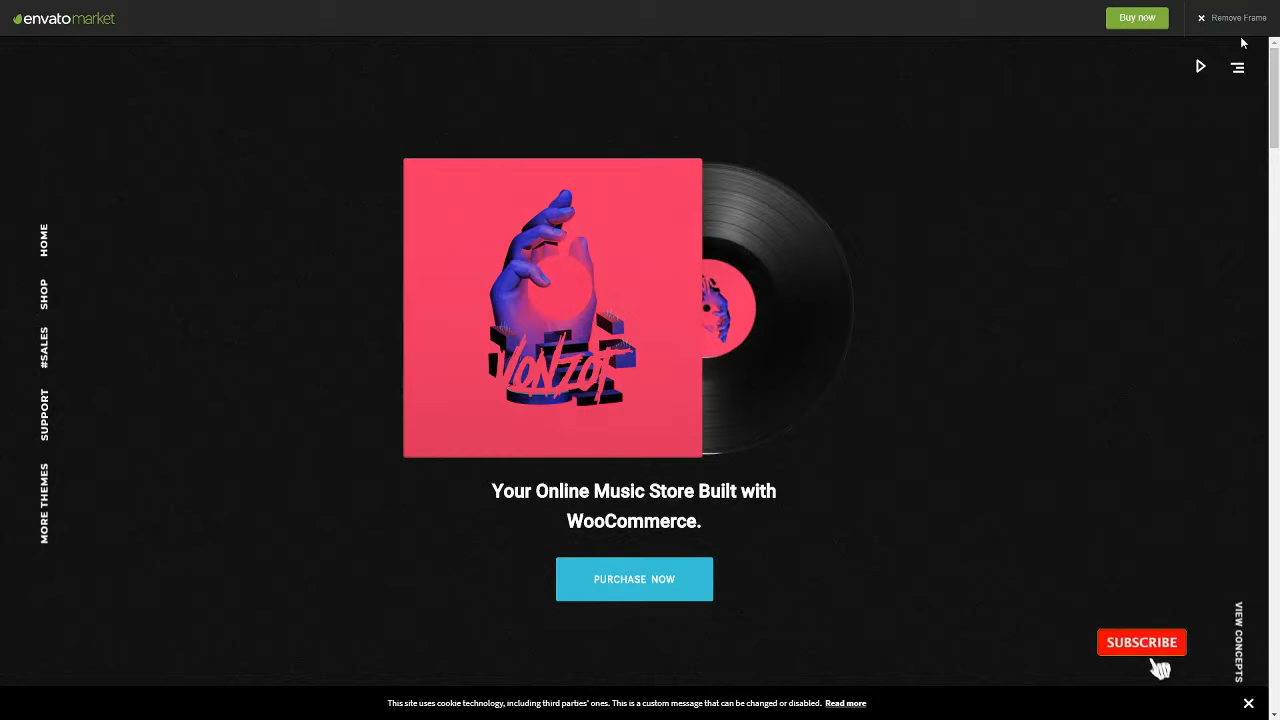 envatomarket
Buy now
Remove Frame
HOME
SHOP
#SALES
SUPPORT
MORE THEMES
VONZOT
Your Online Music Store Built with
WooCommerce.
PURCHASE NOW
SUBSCRIBE
VIEW CONCEPTS
This site uses cookie technology, including third parties' ones. This is a custom message that can be changed or disabled. Read more